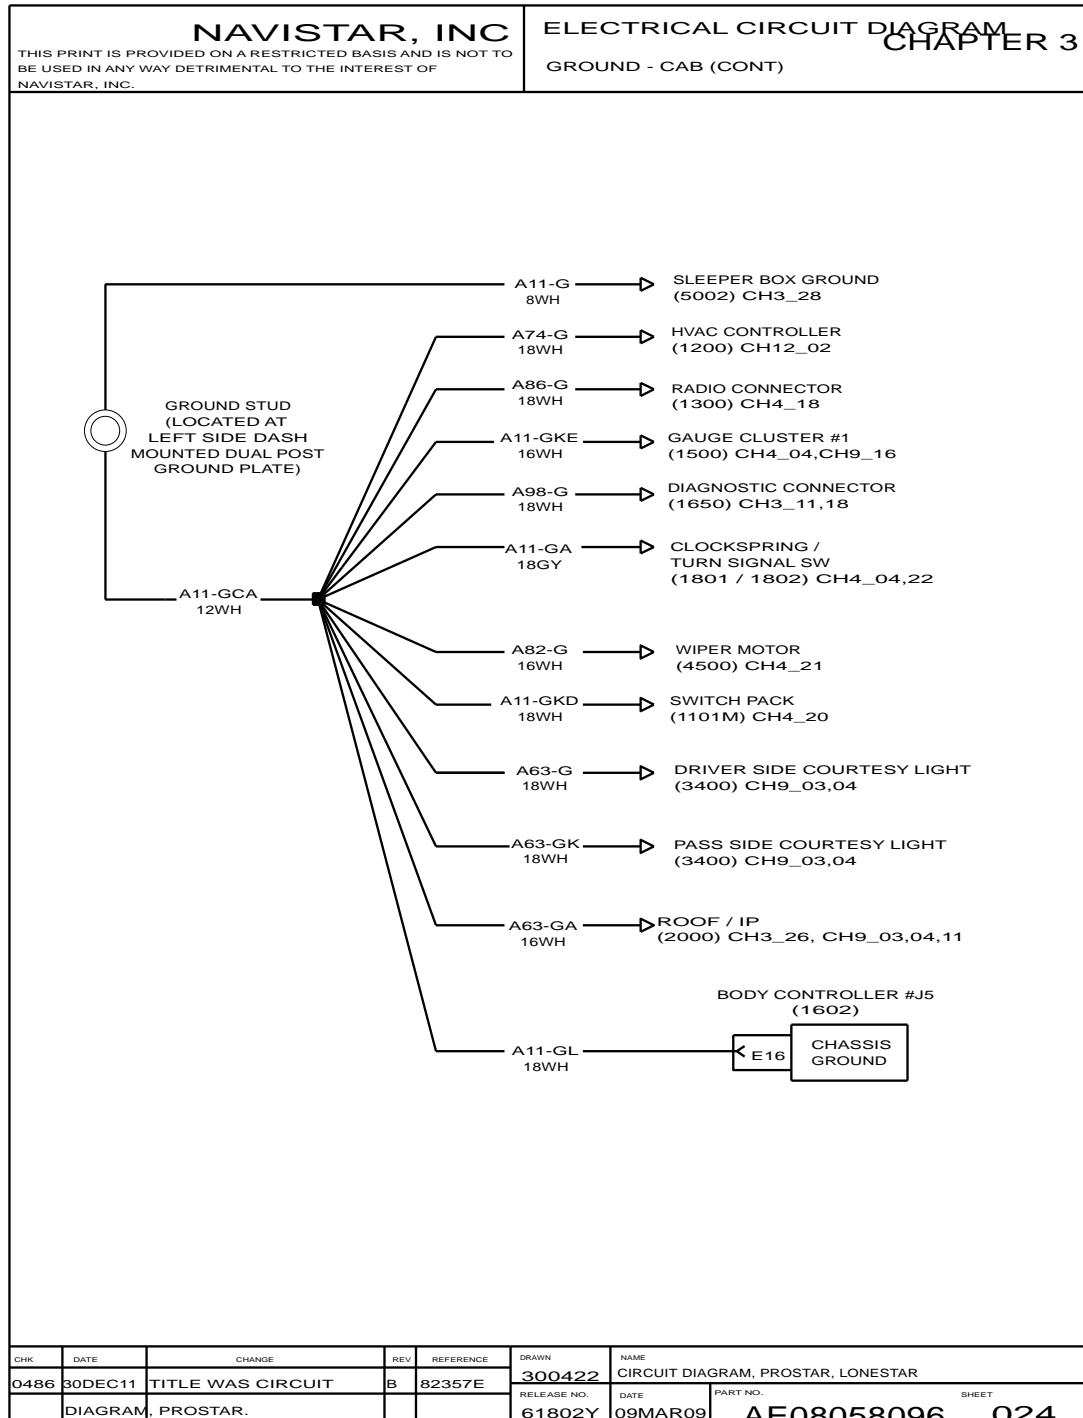 NAVISTAR, INC
THIS PRINT IS PROVIDED ON A RESTRICTED BASIS AND IS NOT TO
BE USED IN ANY WAY DETRIMENTAL TO THE INTEREST OF
NAVISTAR, INC.
ELECTRICAL CIRCUIT DIAGRAM
CHAPTER 3
GROUND - CAB (CONT)
A11-G
8WH
SLEEPER BOX GROUND
(5002) CH3_28
A74-G
18WH
HVAC CONTROLLER
(1200) CH12_02
A86-G
18WH
RADIO CONNECTOR
(1300) CH4_18
GROUND STUD
(LOCATED AT
LEFT SIDE DASH
MOUNTED DUAL POST
GROUND PLATE)
A11-GKE
16WH
GAUGE CLUSTER #1
(1500) CH4_04,CH9_16
A98-G
18WH
DIAGNOSTIC CONNECTOR
(1650) CH3_11,18
A11-GA
18GY
CLOCKSPRING /
TURN SIGNAL SW
(1801 / 1802) CH4_04,22
A11-GCA
12WH
A82-G
16WH
WIPER MOTOR
(4500) CH4_21
A11-GKD
18WH
SWITCH PACK
(1101M) CH4_20
A63-G
18WH
DRIVER SIDE COURTESY LIGHT
(3400) CH9_03,04
A63-GK
18WH
PASS SIDE COURTESY LIGHT
(3400) CH9_03,04
A63-GA
16WH
ROOF / IP
(2000) CH3_26, CH9_03,04,11
BODY CONTROLLER #J5
(1602)
A11-GL
18WH
E16
CHASSIS
GROUND
CHK DATE CHANGE REV REFERENCE
0486 30DEC11 TITLE WAS CIRCUIT B 82357E
DIAGRAM, PROSTAR.
DRAWN
300422
NAME
CIRCUIT DIAGRAM, PROSTAR, LONESTAR
RELEASE NO.
61802Y
DATE
09MAR09
PART NO.
AE08058096
SHEET
024